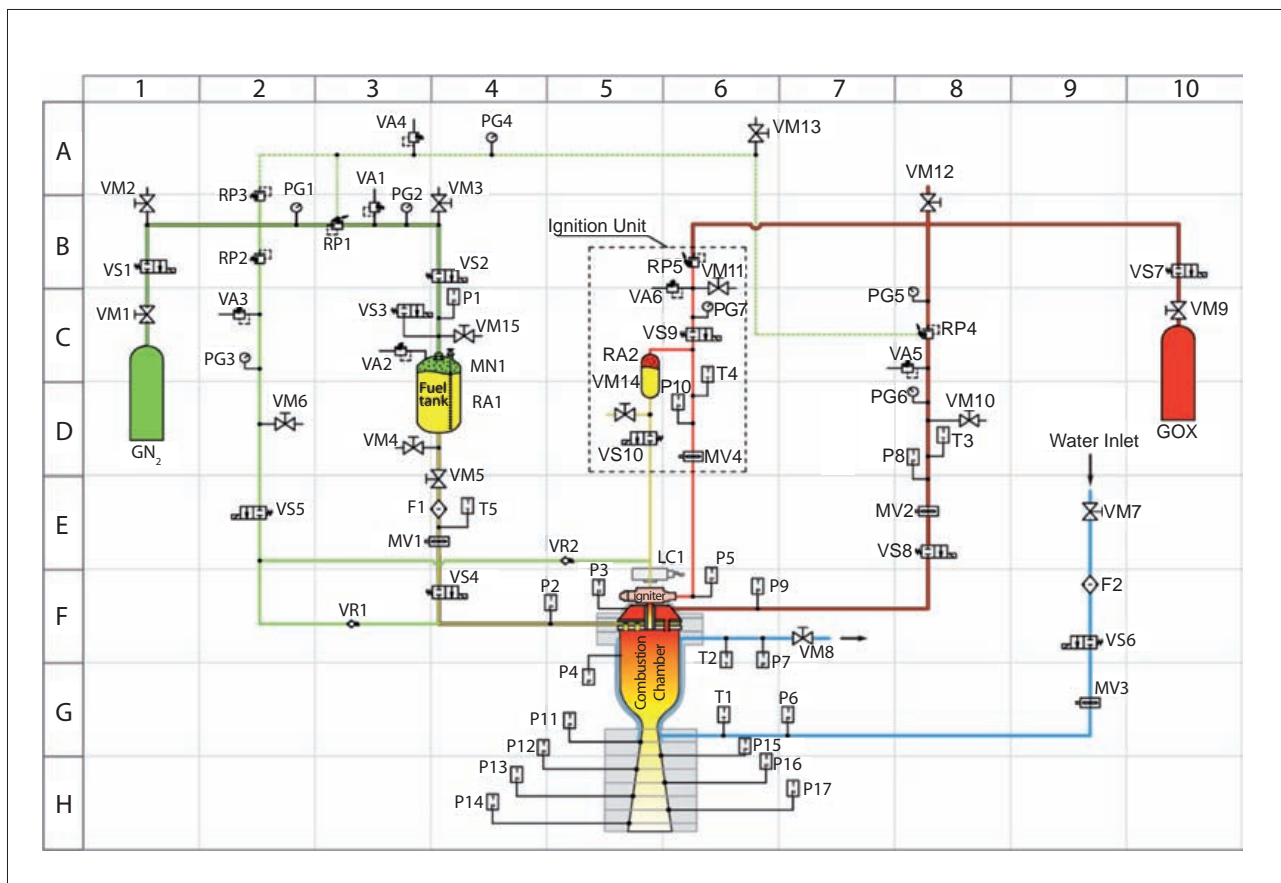 1 2 3 4 5 6 7 8 9 10
A
VA4
PG4
VM13
VM12
VM2
RP3
PG1
VA1
PG2
VM3
B
RP1
Ignition Unit
VS1
RP2
VS2
RP5
VM11
VS7
VA3
VS3
P1
VA6
PG7
PG5
VM1
C
VM15
VS9
RP4
VM9
PG3
VA2
MN1
RA2
T4
VA5
Fuel
tank
RA1
VM14
P10
PG6
VM10
VM6
D
VM4
VS10
MV4
T3
P8
GN2
GOX
Water Inlet
VM5
VS5
F1
T5
MV2
VM7
E
MV1
VR2
LC1
VS8
VS4
P2
P3
Igniter
P5
P9
F2
F
VR1
VM8
T2
P7
VS6
P4
Combustion
Chamber
MV3
G
P11
T1
P6
P12
P15
P13
P16
H
P14
P17